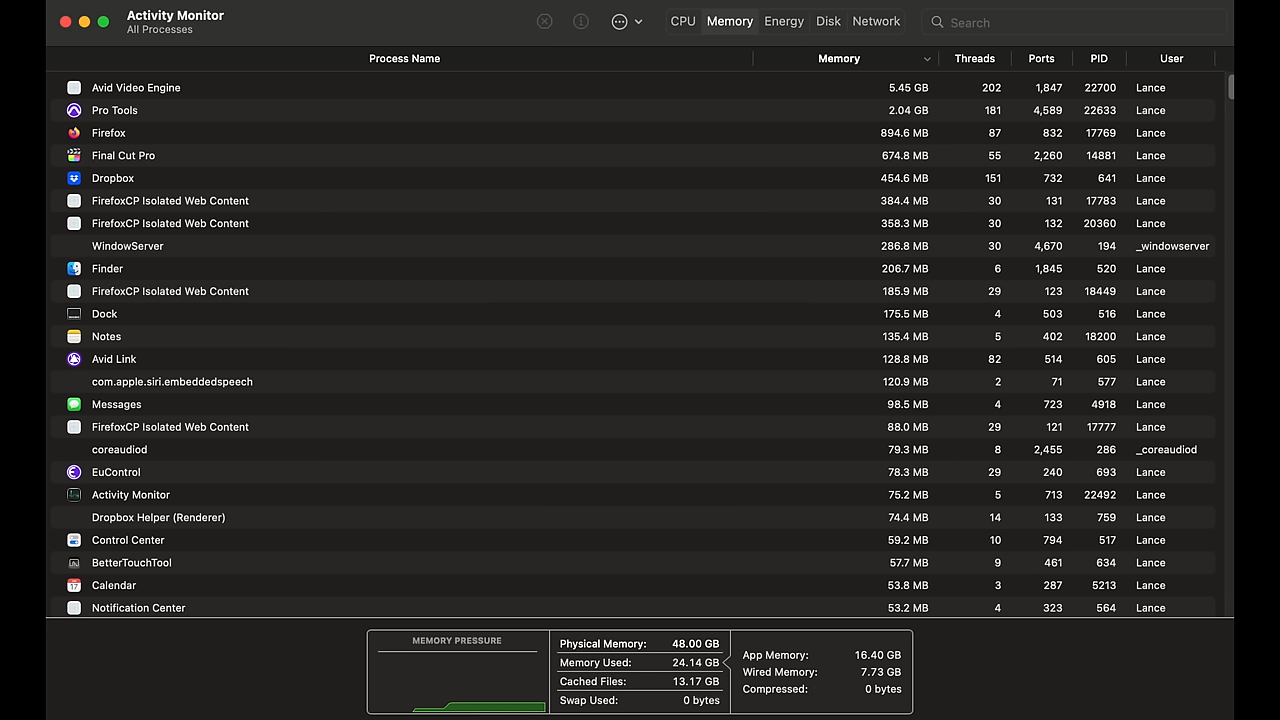 Activity Monitor
All Processes
CPU Memory Energy Disk Network Search
Process Name Memory Threads Ports PID User
Avid Video Engine 5.45 GB 202 1,847 22700 Lance
Pro Tools 2.04 GB 181 4,589 22633 Lance
Firefox 894.6 MB 87 832 17769 Lance
Final Cut Pro 674.8 MB 55 2,260 14881 Lance
Dropbox 454.6 MB 151 732 641 Lance
FirefoxCP Isolated Web Content 384.4 MB 30 131 17783 Lance
FirefoxCP Isolated Web Content 358.3 MB 30 132 20360 Lance
WindowServer 286.8 MB 30 4,670 194 _windowserver
Finder 206.7 MB 6 1,845 520 Lance
FirefoxCP Isolated Web Content 185.9 MB 29 123 18449 Lance
Dock 175.5 MB 4 503 516 Lance
Notes 135.4 MB 5 402 18200 Lance
Avid Link 128.8 MB 82 514 605 Lance
com.apple.siri.embeddedspeech 120.9 MB 2 71 577 Lance
Messages 98.5 MB 4 723 4918 Lance
FirefoxCP Isolated Web Content 88.0 MB 29 121 17777 Lance
coreaudiod 79.3 MB 8 2,455 286 _coreaudiod
EuControl 78.3 MB 29 240 693 Lance
Activity Monitor 75.2 MB 5 713 22492 Lance
Dropbox Helper (Renderer) 74.4 MB 14 133 759 Lance
Control Center 59.2 MB 10 794 517 Lance
BetterTouchTool 57.7 MB 9 461 634 Lance
17 Calendar 53.8 MB 3 287 5213 Lance
Notification Center 53.2 MB 4 323 564 Lance
MEMORY PRESSURE
Physical Memory: 48.00 GB
Memory Used: 24.14 GB
Cached Files: 13.17 GB
Swap Used: 0 bytes
App Memory: 16.40 GB
Wired Memory: 7.73 GB
Compressed: 0 bytes